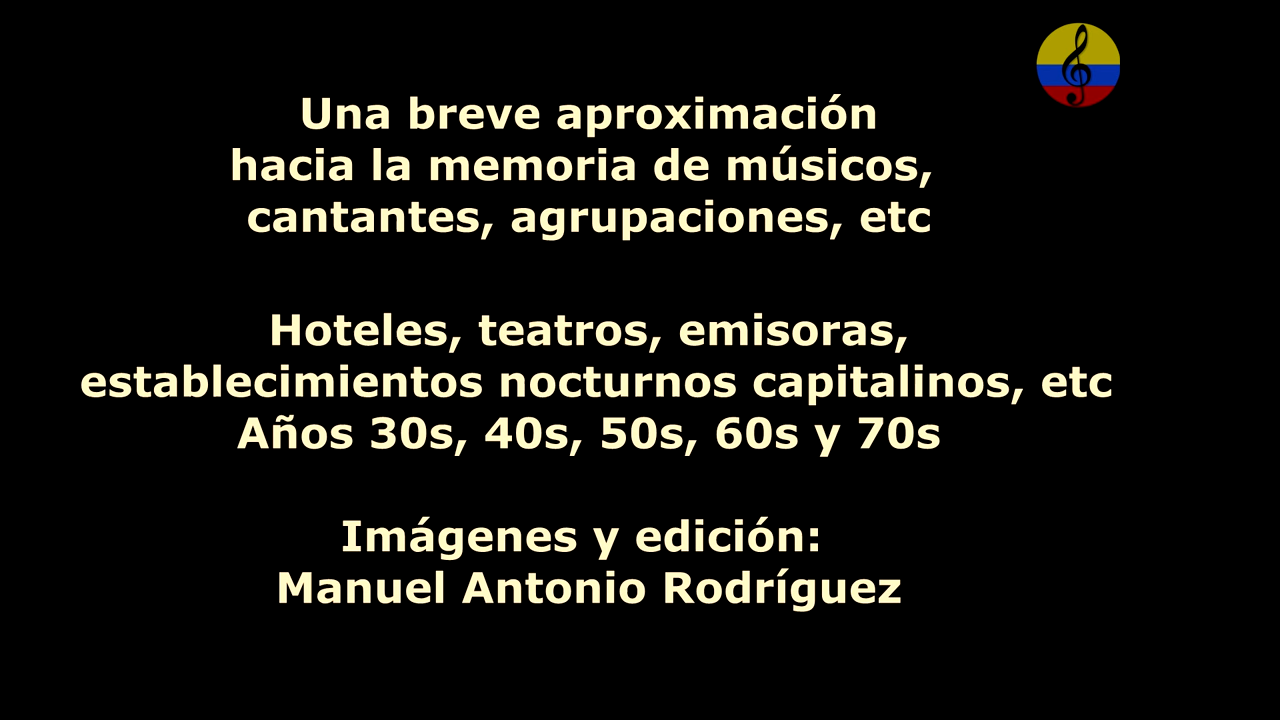 Una breve aproximación
hacia la memoria de músicos,
cantantes, agrupaciones, etc
Hoteles, teatros, emisoras,
establecimientos nocturnos capitalinos, etc
Años 30s, 40s, 50s, 60s y 70s
Imágenes y edición:
Manuel Antonio Rodríguez